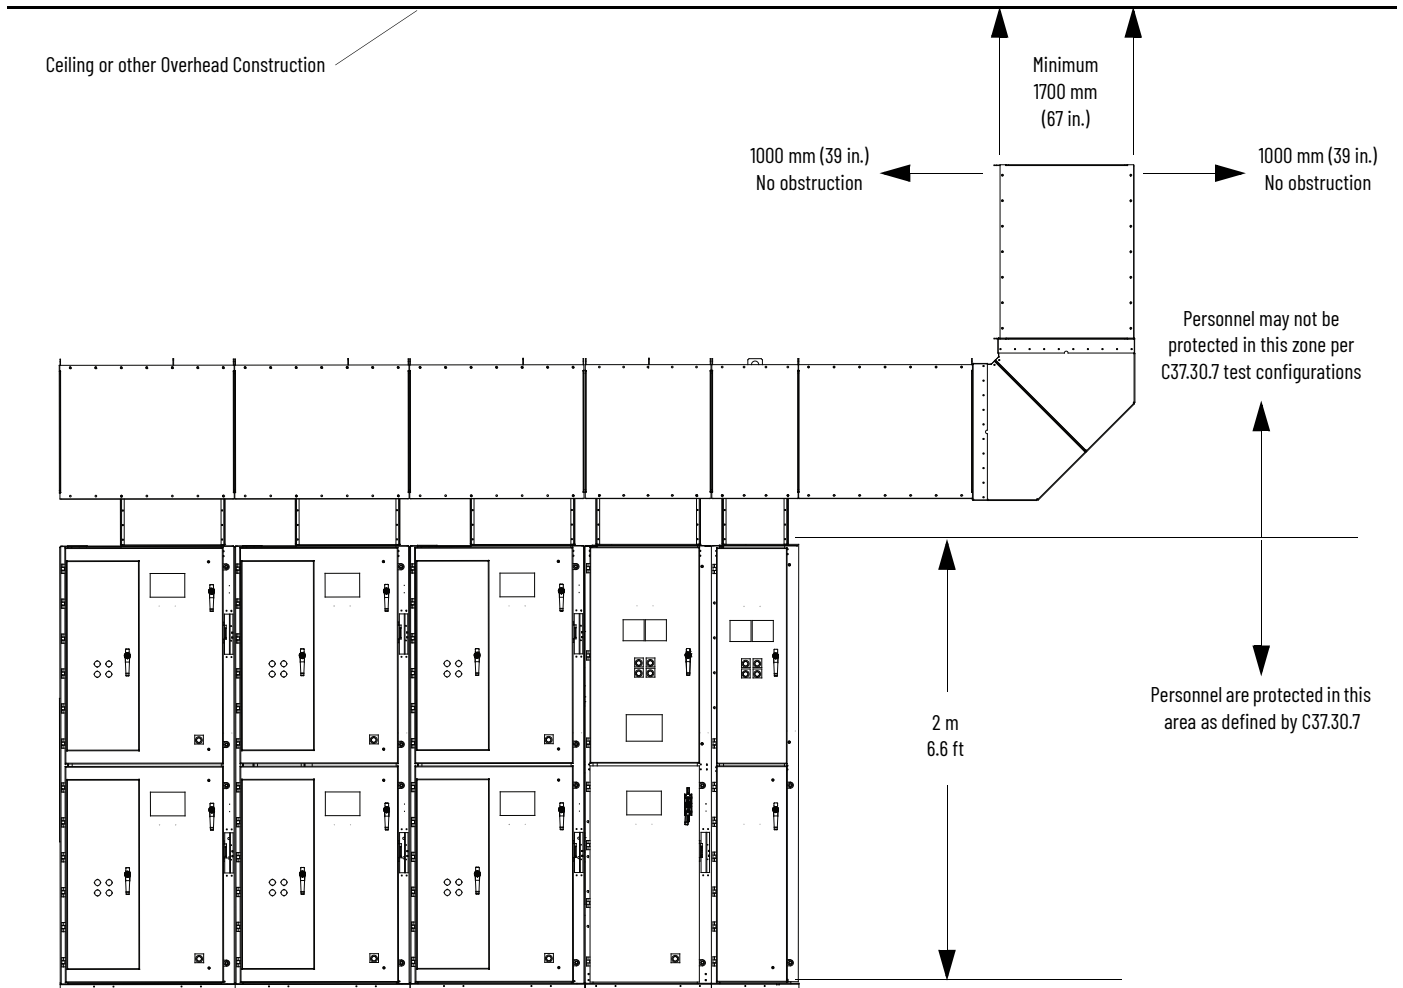 Ceiling or other Overhead Construction
Minimum
1700 mm
(67 in.)
1000 mm (39 in.)
No obstruction
1000 mm (39 in.)
No obstruction
Personnel may not be
protected in this zone per
C37.30.7 test configurations
2 m
6.6 ft
Personnel are protected in this
area as defined by C37.30.7